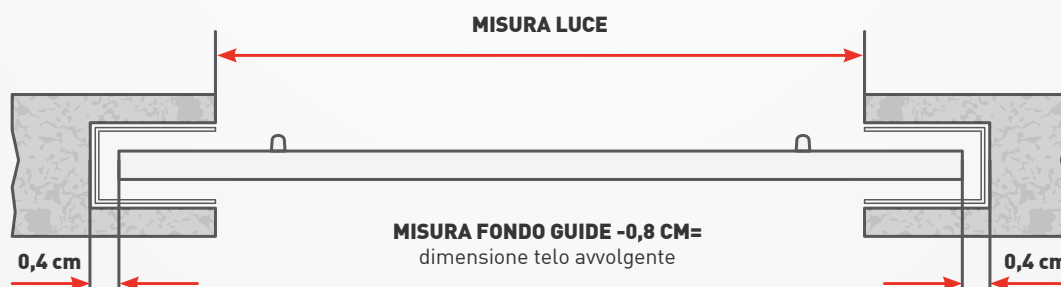 MISURA LUCE
MISURA FONDO GUIDE -0,8 CM=
dimensione telo avvolgente
0,4 cm
0,4 cm